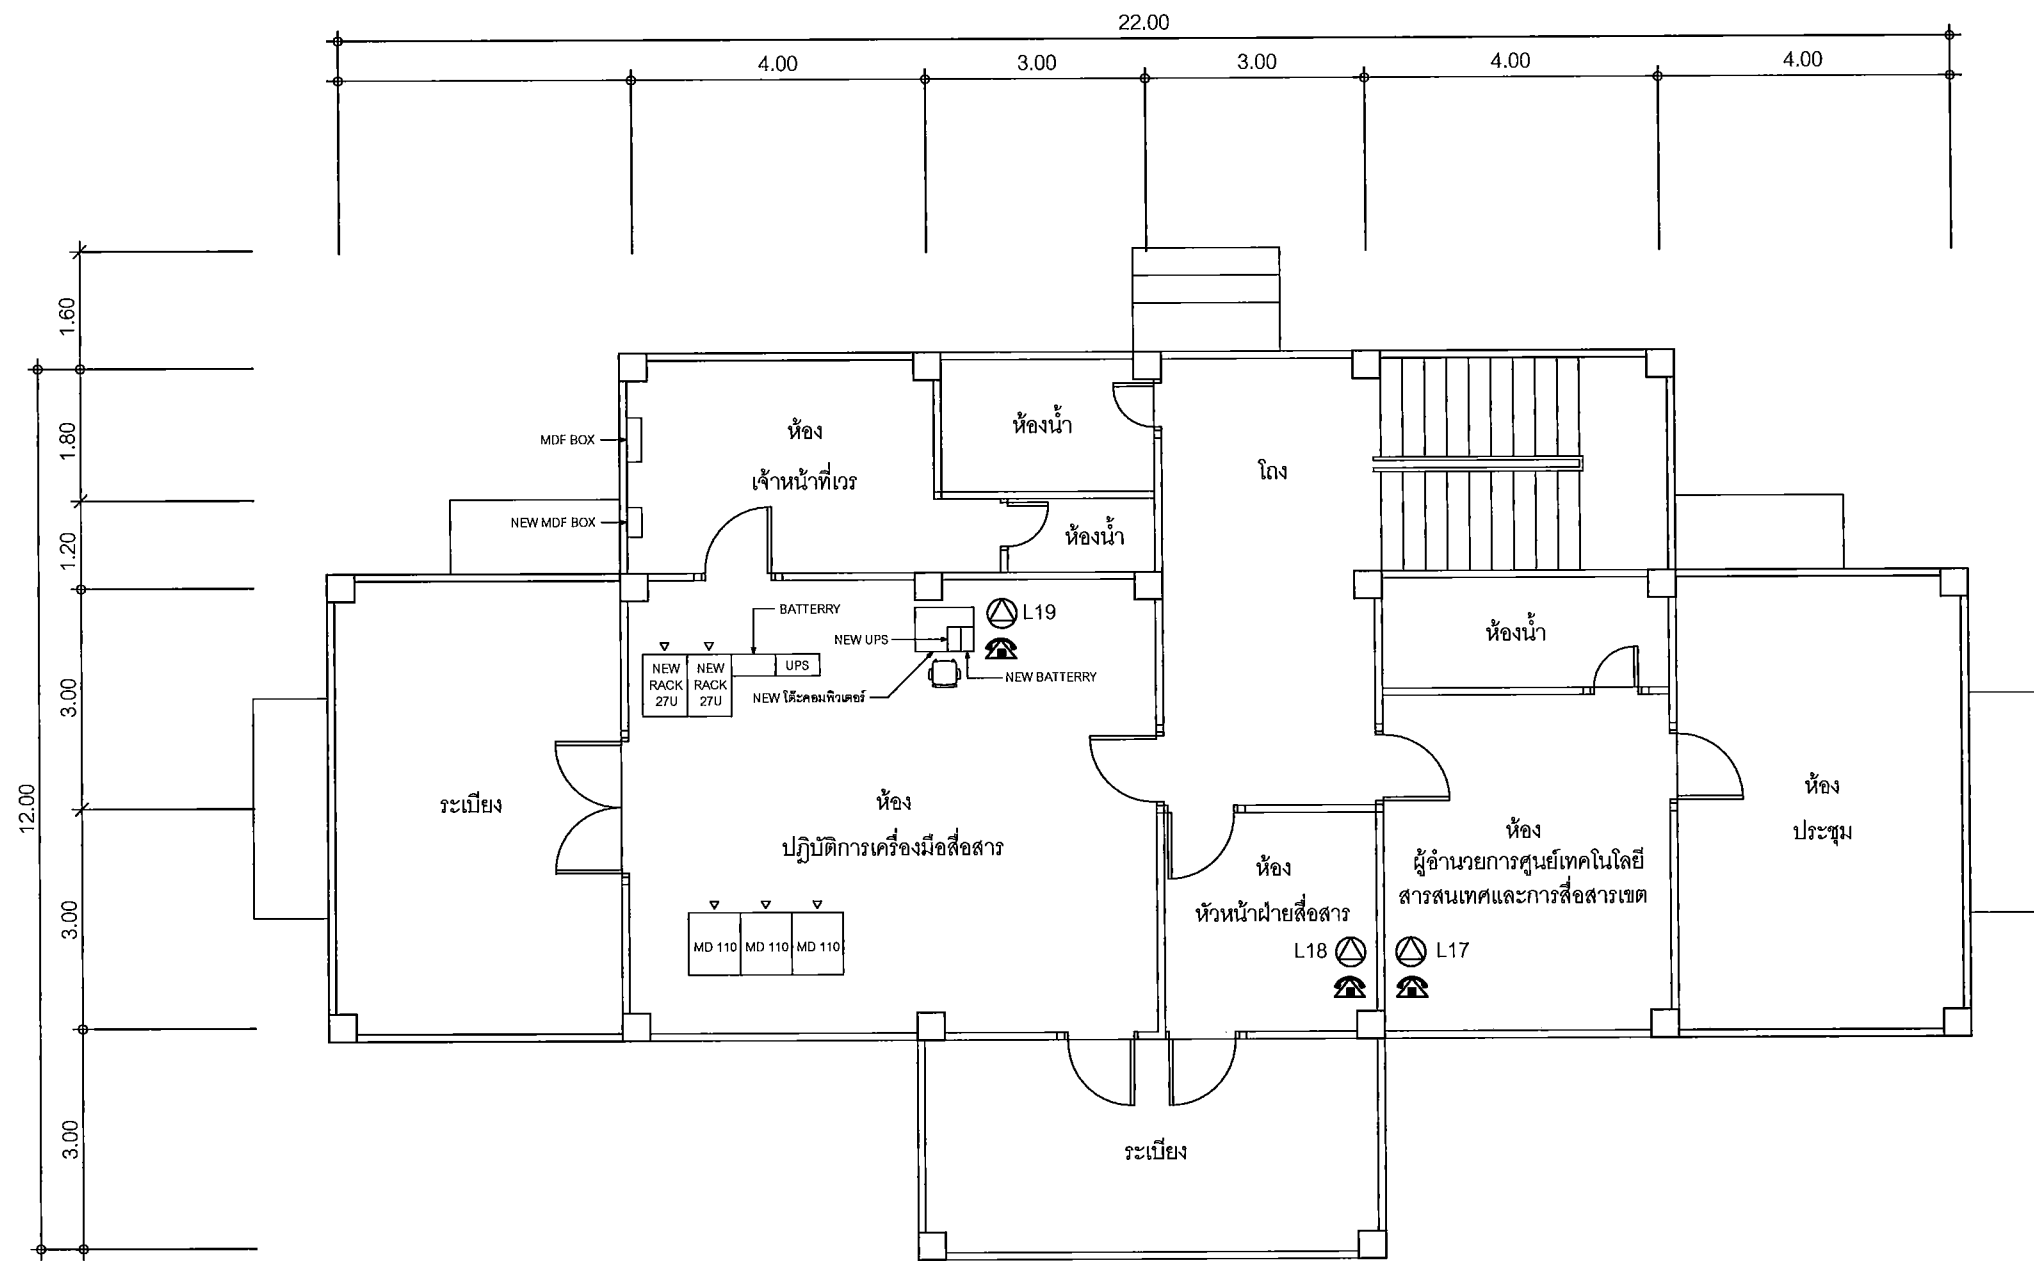 22.00
4.00
3.00
3.00
4.00
4.00
1.60
1.80
1.20
3.00
3.00
3.00
12.00
MDF BOX
NEW MDF BOX
ห้อง
เจ้าหน้าที่เวร
ห้องน้ำ
ห้องน้ำ
โถง
BATTERRY
L19
NEW UPS
UPS
NEW
RACK
27U
NEW
RACK
27U
NEW BATTERRY
NEW โต๊ะคอมพิวเตอร์
ห้องน้ำ
ระเบียง
ห้อง
ปฏิบัติการเครื่องมือสื่อสาร
MD 110
MD 110
MD 110
ห้อง
หัวหน้าฝ่ายสื่อสาร
L18
ห้อง
ผู้อำนวยการศูนย์เทคโนโลยี
สารสนเทศและการสื่อสารเขต
L17
ห้อง
ประชุม
ระเบียง